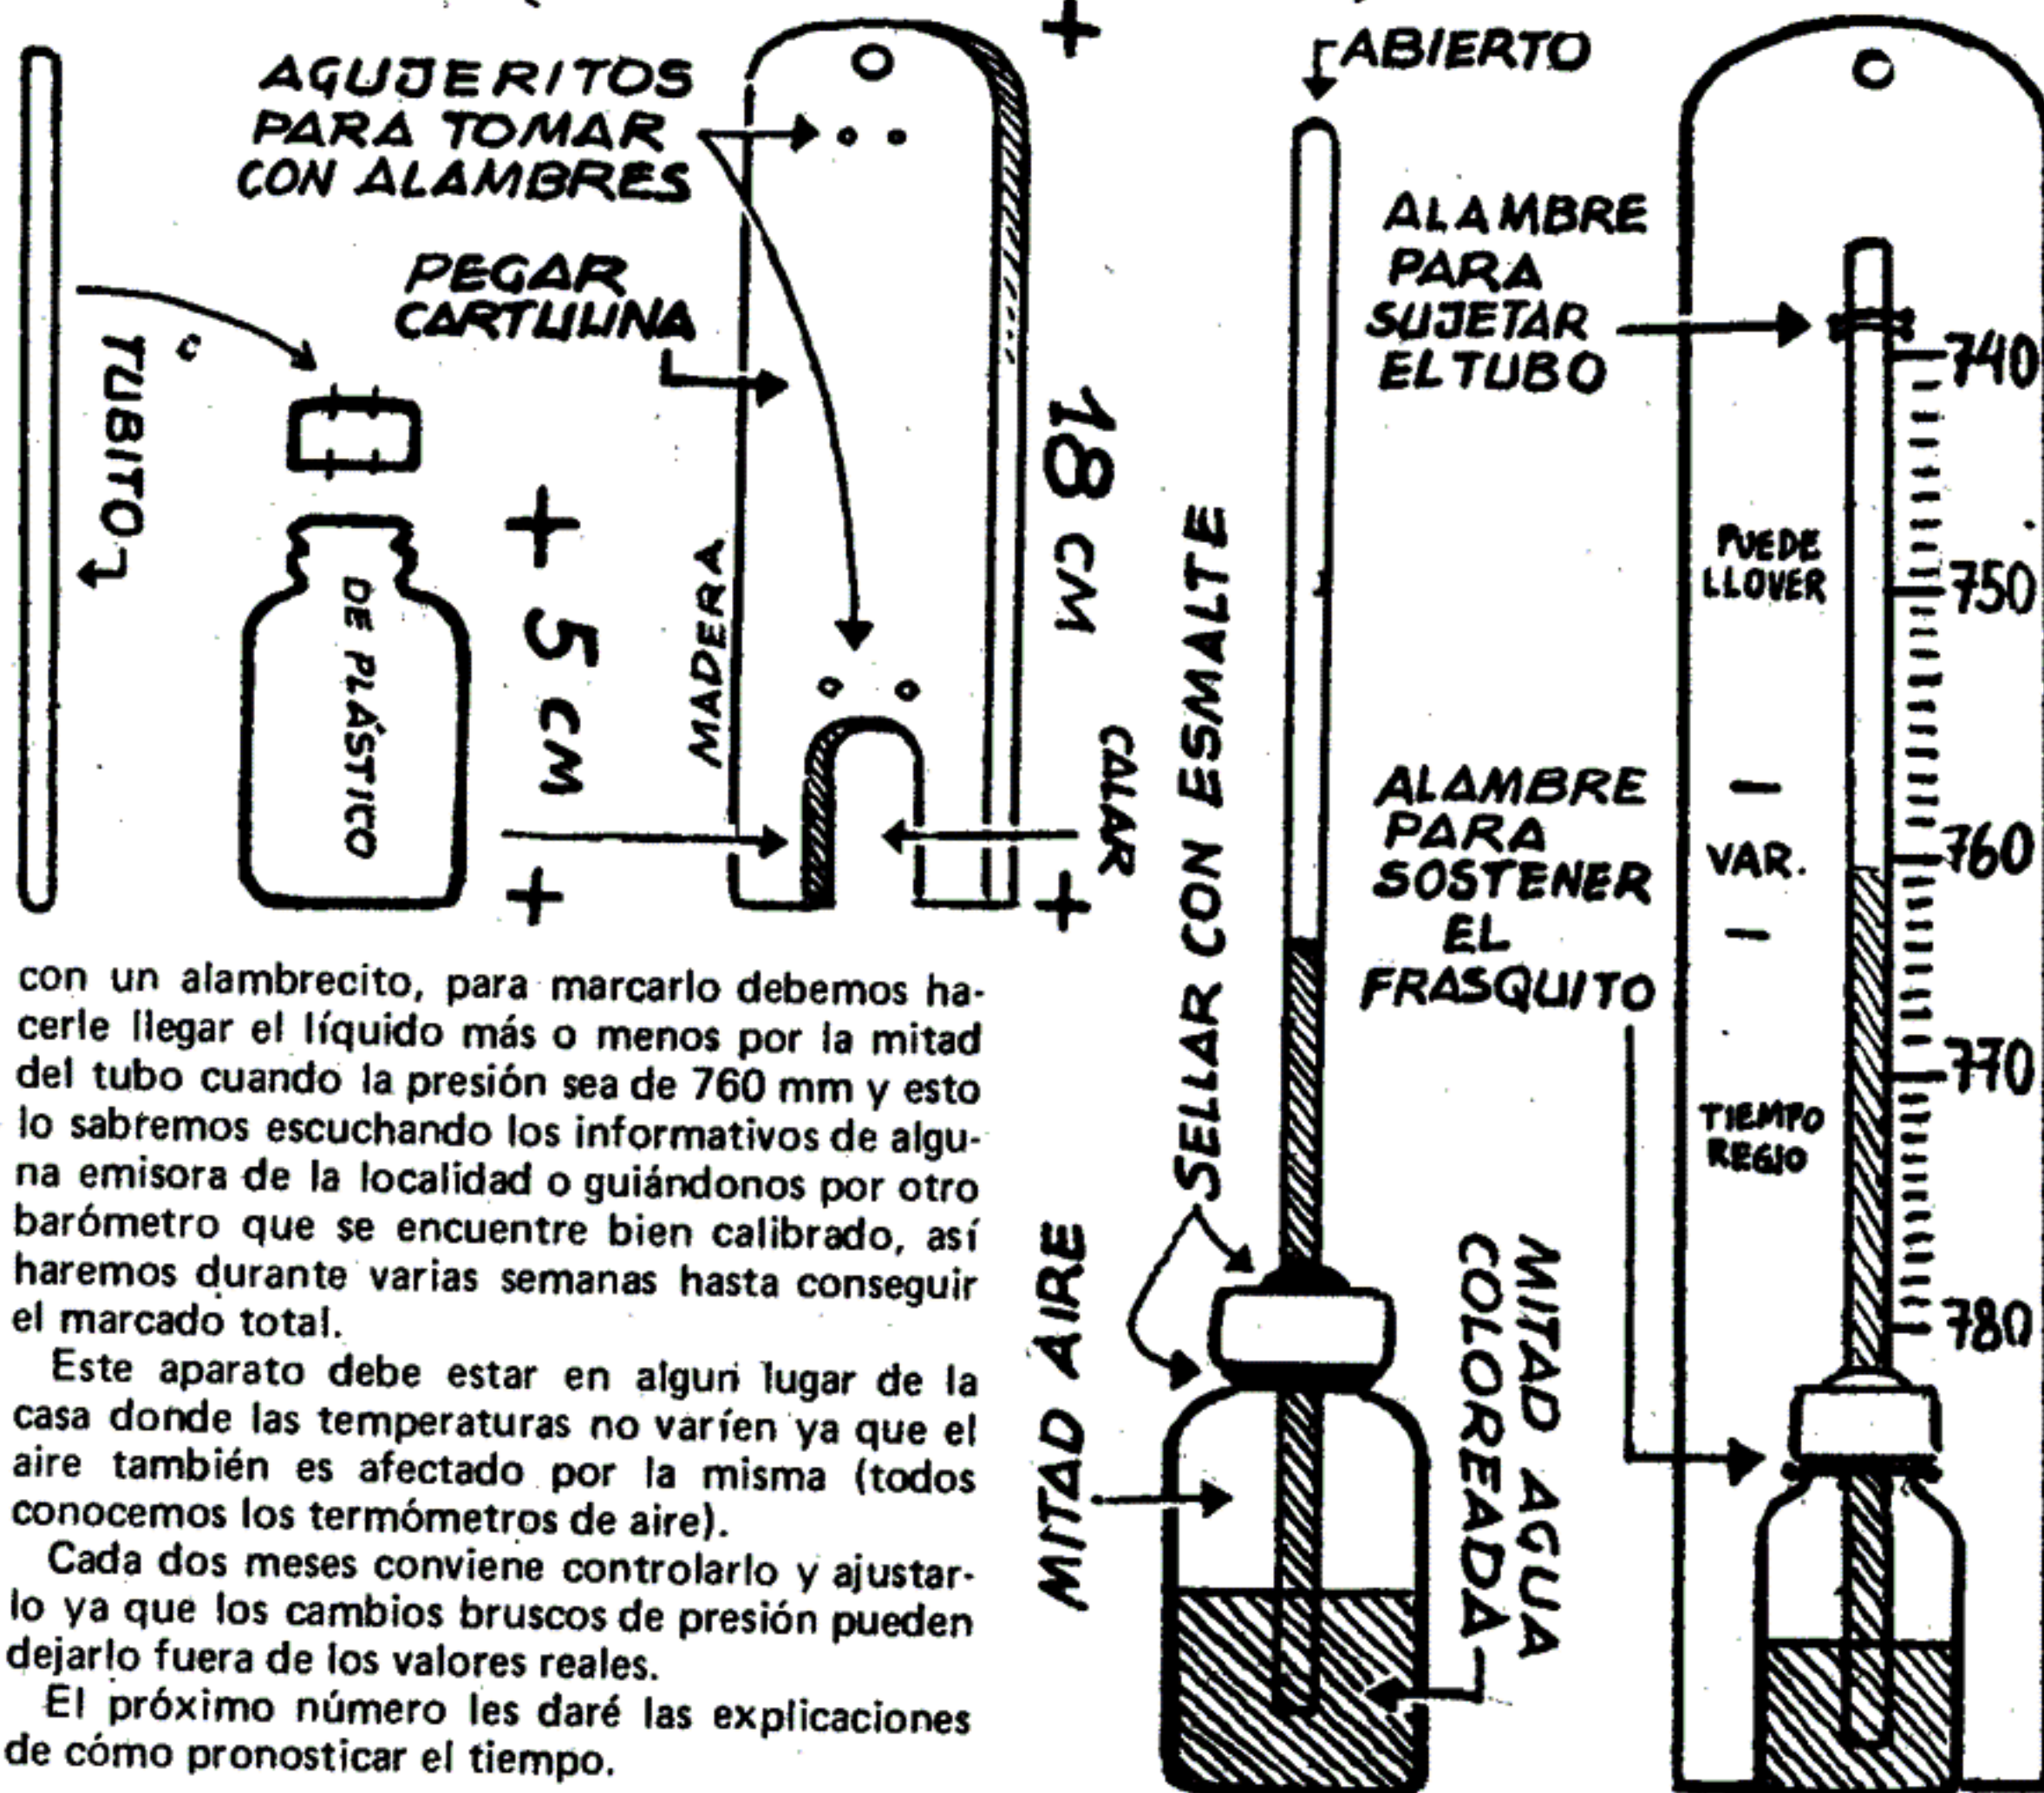 AGUJERITOS
PARA TOMAR
CON ALAMBRES
PEGAR
CARTULINA
TUBITO
DE PLÁSTICO
5 CM
MADERA
18 CM
CALAR
ABIERTO
ALAMBRE
PARA
SUJETAR
EL TUBO
SELLAR CON ESMALTE
ALAMBRE
PARA
SOSTENER
EL
FRASQUITO
MITAD AIRE
MITAD AGUA
COLOREADA
740
PUEDE
LLOVER
750
VAR.
760
770
TIEMPO
REGIO
780
con un alambrecito, para marcarlo debemos ha-
cerle llegar el líquido más o menos por la mitad
del tubo cuando la presión sea de 760 mm y esto
lo sabremos escuchando los informativos de algu-
na emisora de la localidad o guiándonos por otro
barómetro que se encuentre bien calibrado, así
haremos durante varias semanas hasta conseguir
el marcado total.
Este aparato debe estar en algun lugar de la
casa donde las temperaturas no varíen ya que el
aire también es afectado por la misma (todos
conocemos los termómetros de aire).
Cada dos meses conviene controlarlo y ajustar-
lo ya que los cambios bruscos de presión pueden
dejarlo fuera de los valores reales.
El próximo número les daré las explicaciones
de cómo pronosticar el tiempo.